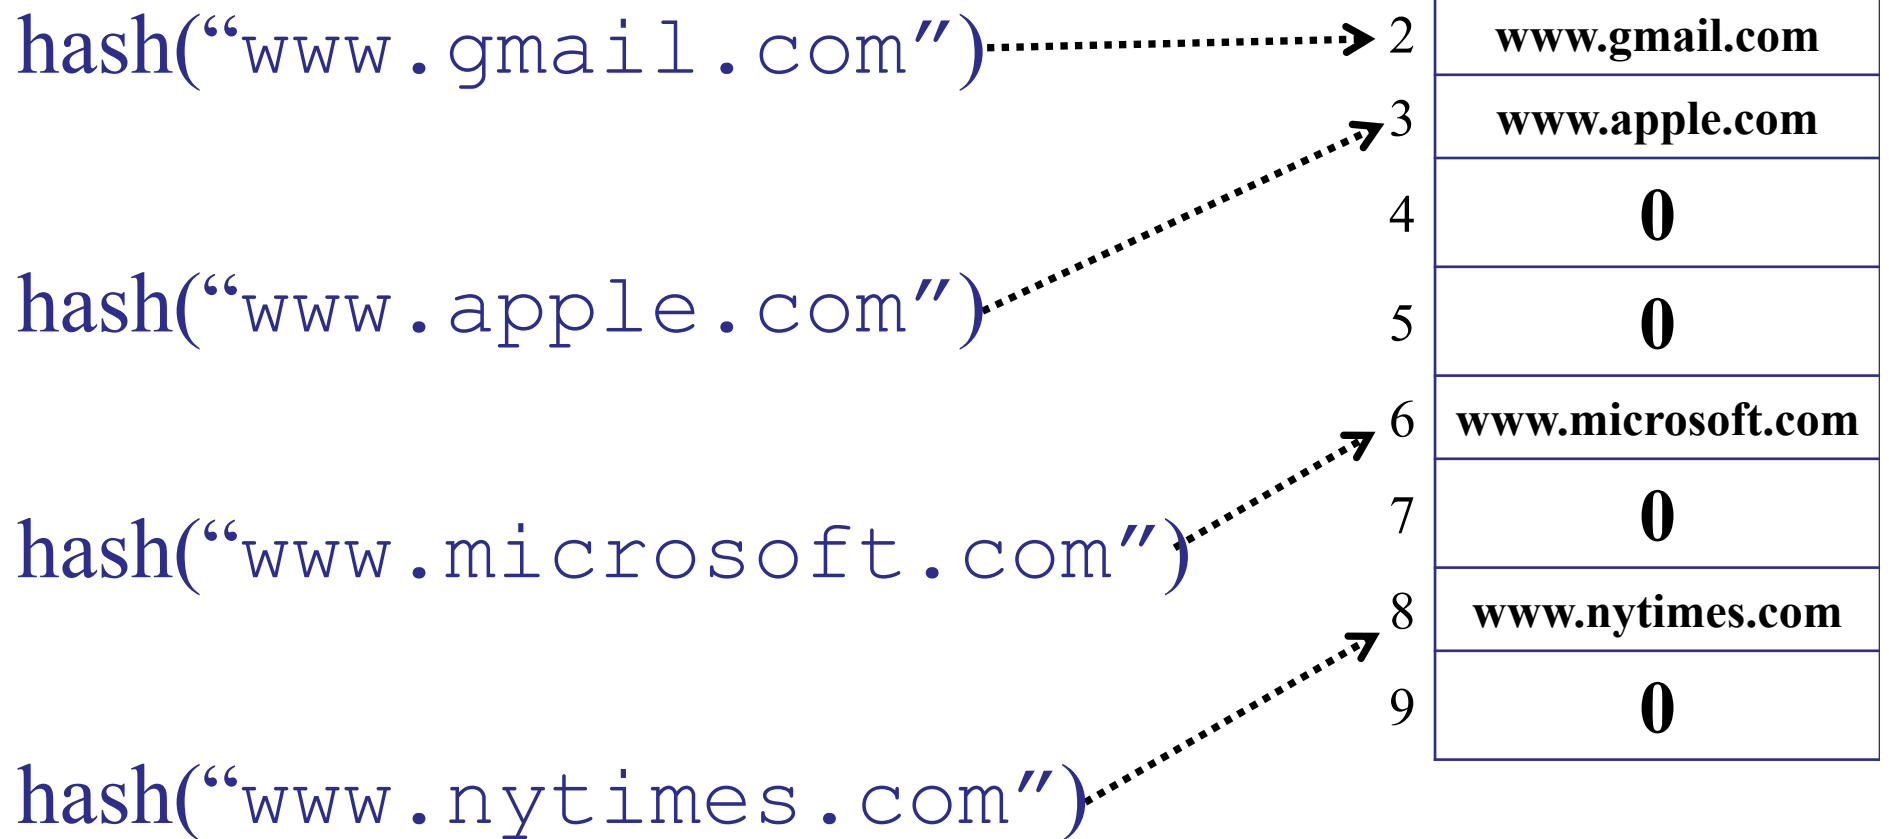 hash(“www.gmail.com”)
2 www.gmail.com
3 www.apple.com
4 0
hash(“www.apple.com”)
5 0
6 www.microsoft.com
7 0
hash(“www.microsoft.com”)
8 www.nytimes.com
9 0
hash(“www.nytimes.com”)